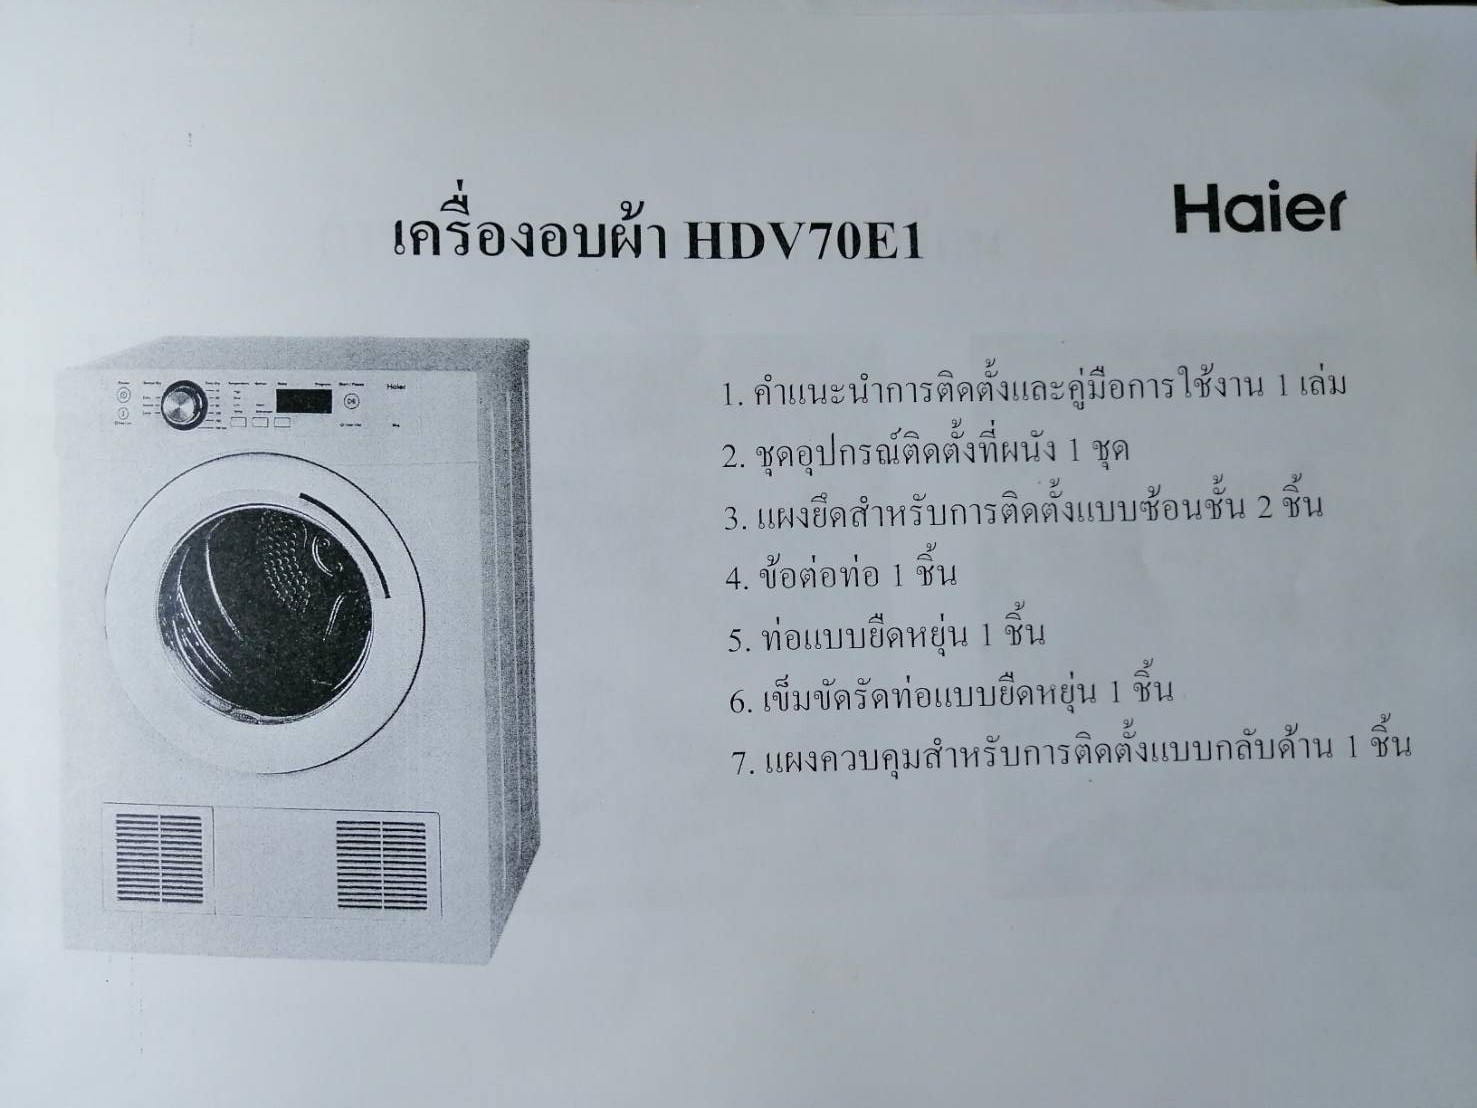 Haier
เครื่องอบผ้า HDV70E1
1. คำแนะนำการติดตั้งและคู่มือการใช้งาน 1 เล่ม
2. ชุดอุปกรณ์ติดตั้งที่ผนัง 1 ชุด
3. แผงยึดสำหรับการติดตั้งแบบซ้อนชั้น 2 ชิ้น
4. ข้อต่อท่อ 1 ชิ้น
5. ท่อแบบยืดหยุ่น 1 ชิ้น
6. เข็มขัดรัดท่อแบบยืดหยุ่น 1 ชิ้น
7. แผงควบคุมสำหรับการติดตั้งแบบกลับด้าน 1 ชิ้น
Haier